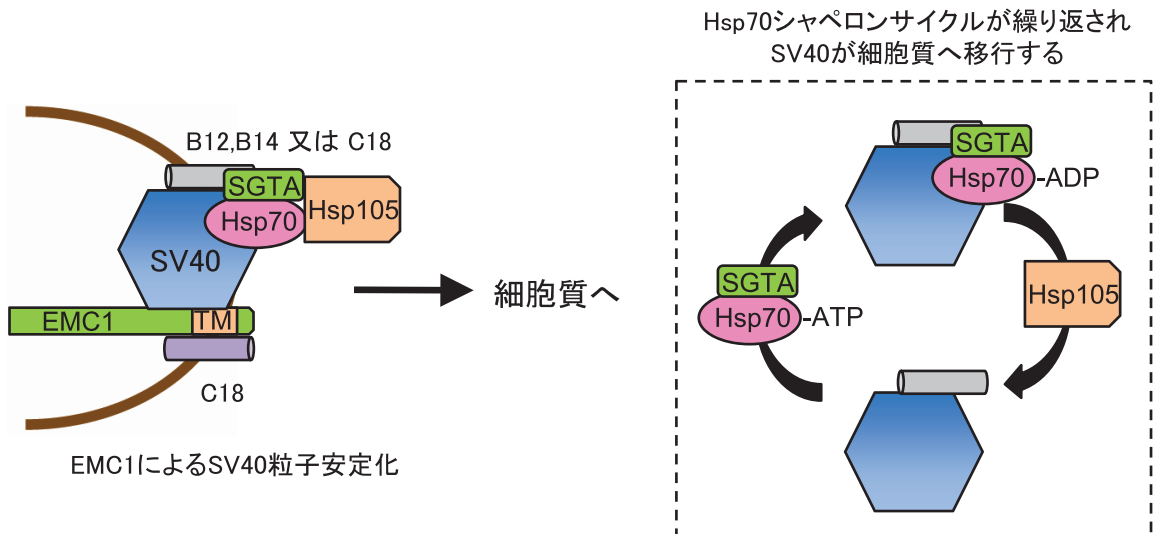 Hsp70シャペロンサイクルが繰り返され
SV40が細胞質へ移行する
B12,B14 又は C18
SGTA
Hsp70
Hsp105
SV40
EMC1
TM
C18
EMC1によるSV40粒子安定化
細胞質へ
SGTA
Hsp70
-ADP
Hsp105
SGTA
Hsp70
-ATP